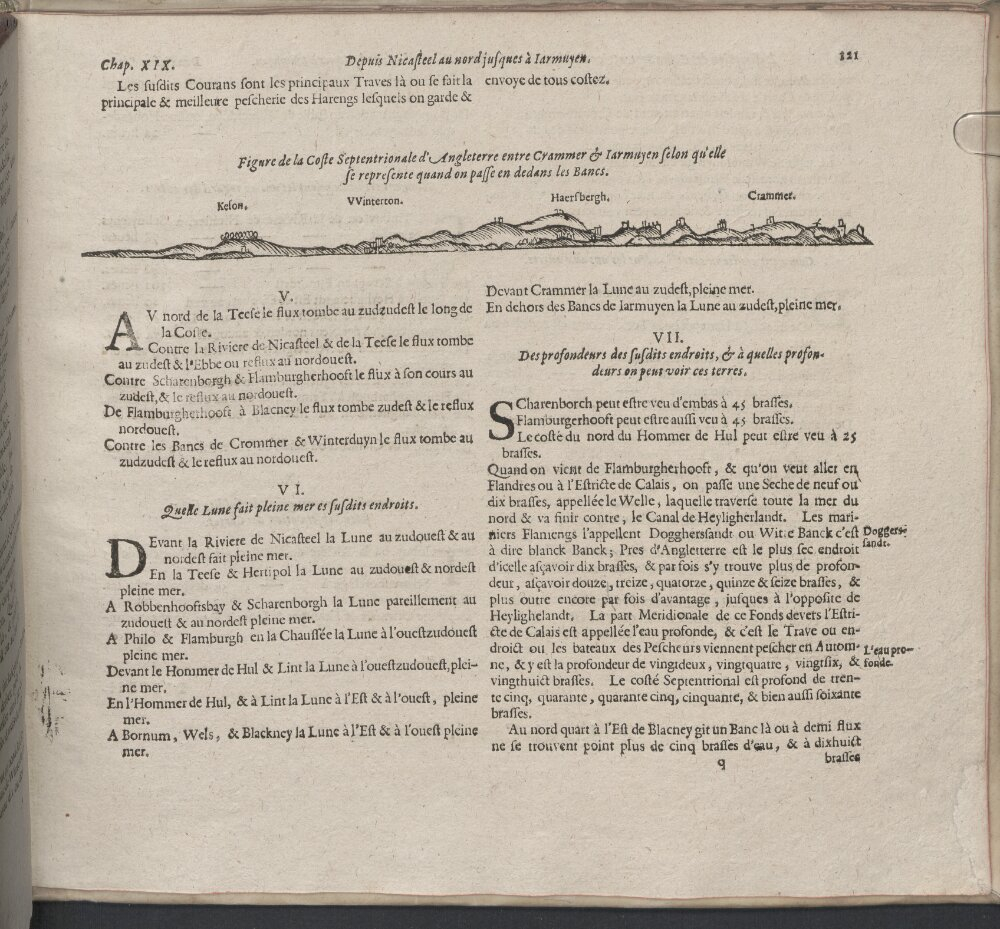 Chap. XIX.
Depuis Nicasteel au nord jusques à Iarmuyen.
121
Les susdits Courans sont les principaux Traves là ou se fait la
principale & meilleure pescherie des Harengs lesqueis on garde &
envoye de tous costez.
Figure de la Coste Septentrionale d'Angleterre entre Crammer & Iarmuyen selon qu'elle
se represente quand on passe en dedans les Bancs.
Keson.
VVinterton.
Haersbergh.
Crammer.
V.
AV nord de la Teese le flux tombe au zudzudest le long de
la Coste.
Contre la Riviere de Nicasteel & de la Teese le flux tombe
au zudest & l'Ebbe ou reflux au nordouest.
Contre Scharenborgh & Flamburgherhooft le flux à son cours au
zudest, & le reflux au nordouest.
De Flamburgherhooft à Blacney le flux tombe zudest & le reflux
nordouest.
Contre les Bancs de Crommer & Winterduyn le flux tombe au
zudzudest & le reflux au nordouest.
VI.
Quelle Lune fait pleine mer es susdits endroits.
DEvant la Riviere de Nicasteel la Lune au zudouest & au
nordest fait pleine mer.
En la Teese & Hertipol la Lune au zudouest & nordest
pleine mer.
A Robbenhooftsbay & Scharenborgh la Lune pareillement au
zudouest & au nordest pleine mer.
A Philo & Flamburgh en la Chaussée la Lune à l'ouestzudouest
pleine mer.
Devant le Hommer de Hul & Lint la Lune à l'ouestzudouest, plei-
ne mer.
En l'Hommer de Hul, & à Lint la Lune à l'Est & à l'ouest, pleine
mer.
A Bornum, Wels, & Blackney la Lune à l'Est & à l'ouest pleine
mer.
Devant Crammer la Lune au zudest, pleine mer.
En dehors des Bancs de Iarmuyen la Lune au zudest, pleine mer.
VII.
Des profondeurs des susdits endroits, & à quelles profon-
deurs on peut voir ces terres.
SCharenborch peut estre veu d'embas à 45 brasses.
Flamburgerhooft peut estre aussi veu à 45 brasses.
Le costé du nord du Hommer de Hul peut estre veu à 25
brasses.
Quand on vient de Flamburgherhooft, & qu'on veut aller en
Flandres ou à l'Estricte de Calais, on passe une Seche de neuf ou
dix brasses, appellée le Welle, laquelle traverse toute la mer du
nord & va finir contre, le Canal de Heyligherlandt. Les mari-
niers Flamengs l'appellent Dogghersandt ou Witte Banck c'est
à dire blanck Banck; Pres d'Angletterre est le plus sec endroit
d'icelle asçavoir dix brasses, & par fois s'y trouve plus de profon-
deur, asçavoir douze, treize, quatorze, quinze & seize brasses, &
plus outre encore par fois d'avantage, jusques à l'opposite de
Heylighelandt. La part Meridionale de ce Fonds devers l'Estri-
cte de Calais est appellée l'eau profonde, & c'est le Trave ou en-
droict ou les bateaux des Pescheurs viennent pescher en Autom-
ne, & y est la profondeur de vingtdeux, vingtquatre, vingtsix, &
vingthuict brasses. Le costé Septentrional est profond de tren-
te cinq, quarante, quarante cinq, cinquante, & bien aussi soixante
brasses.
Au nord quart à l'Est de Blacney git un Banc là ou à demi flux
ne se trouvent point plus de cinq brasses d'eau, & à dixhuict
q
brasses
Doggers-
sandt.
L'eau pro-
fonde.